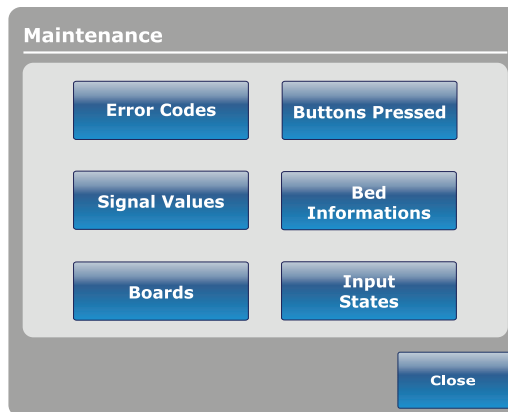 Maintenance
Error Codes
Buttons Pressed
Signal Values
Bed
Informations
Boards
Input
States
Close